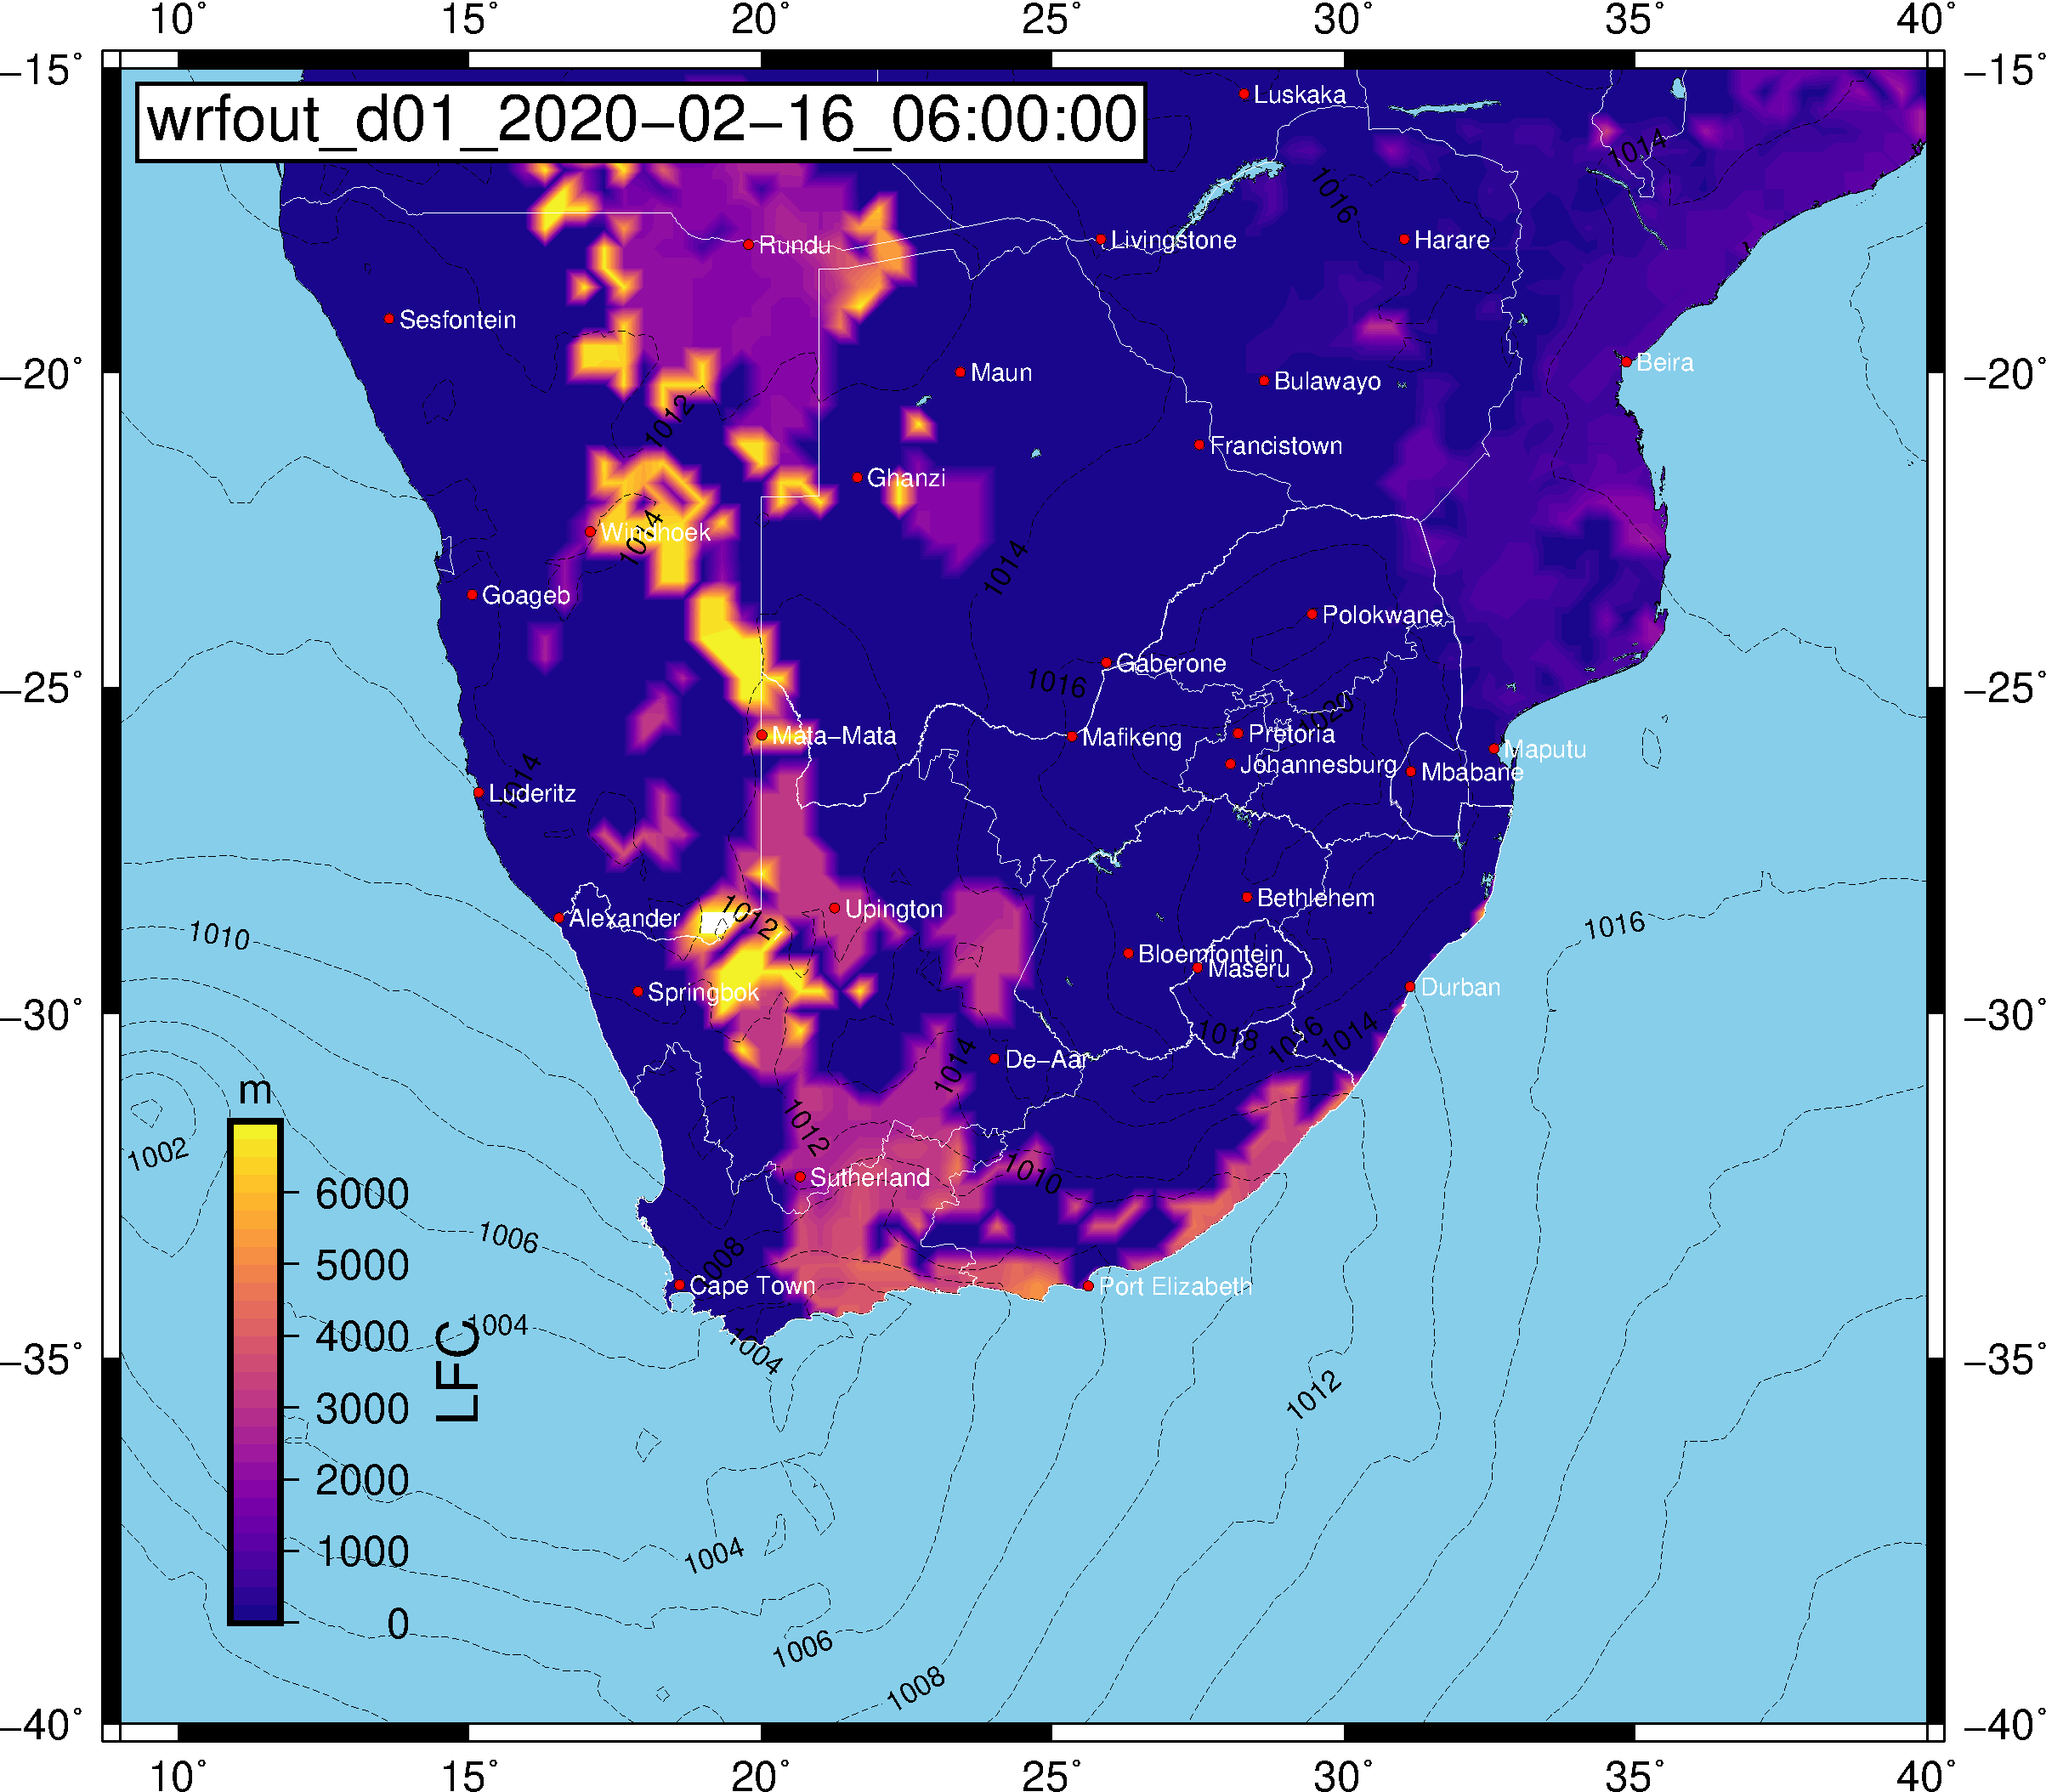 10° 15° 20° 25° 30° 35° 40°
−15° −15°
wrfout_d01_2020−02−16_06:00:00
Luskaka
1014
1016
Rundu
Livingstone
Harare
Sesfontein
Beira
−20° −20°
Maun
Bulawayo
1012
Francistown
Ghanzi
Windhoek
1014
1014
Goageb
Polokwane
Gaberone
1016
−25° −25°
1020
Mata−Mata
Mafikeng
Pretoria
Maputu
Johannesburg
Mbabane
1014
Luderitz
Bethlehem
1012
Upington
Alexander
1016
1010
Bloemfontein
Maseru
Springbok
Durban
−30° −30°
1018
1016
1014
De−Aar
1014
m
1012
1002
1010
Sutherland
6000
1006
1008
5000
Cape Town
Port Elizabeth
4000
1004
1004
LFC
−35° −35°
1012
3000
2000
1000
1004
0
1006
1008
−40° −40°
10° 15° 20° 25° 30° 35° 40°